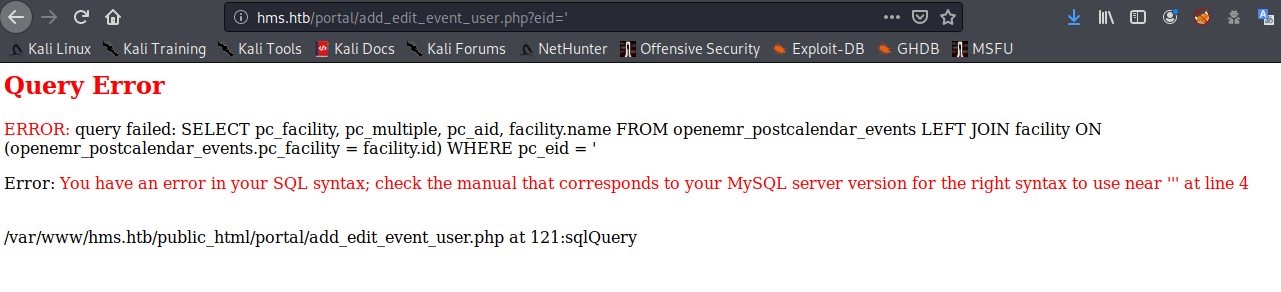 hms.htb/portal/add_edit_event_user.php?eid='
Kali Linux Kali Training Kali Tools Kali Docs Kali Forums NetHunter Offensive Security Exploit-DB GHDB MSFU
Query Error
ERROR: query failed: SELECT pc_facility, pc_multiple, pc_aid, facility.name FROM openemr_postcalendar_events LEFT JOIN facility ON
(openemr_postcalendar_events.pc_facility = facility.id) WHERE pc_eid = '
Error: You have an error in your SQL syntax; check the manual that corresponds to your MySQL server version for the right syntax to use near ''' at line 4
/var/www/hms.htb/public_html/portal/add_edit_event_user.php at 121:sqlQuery